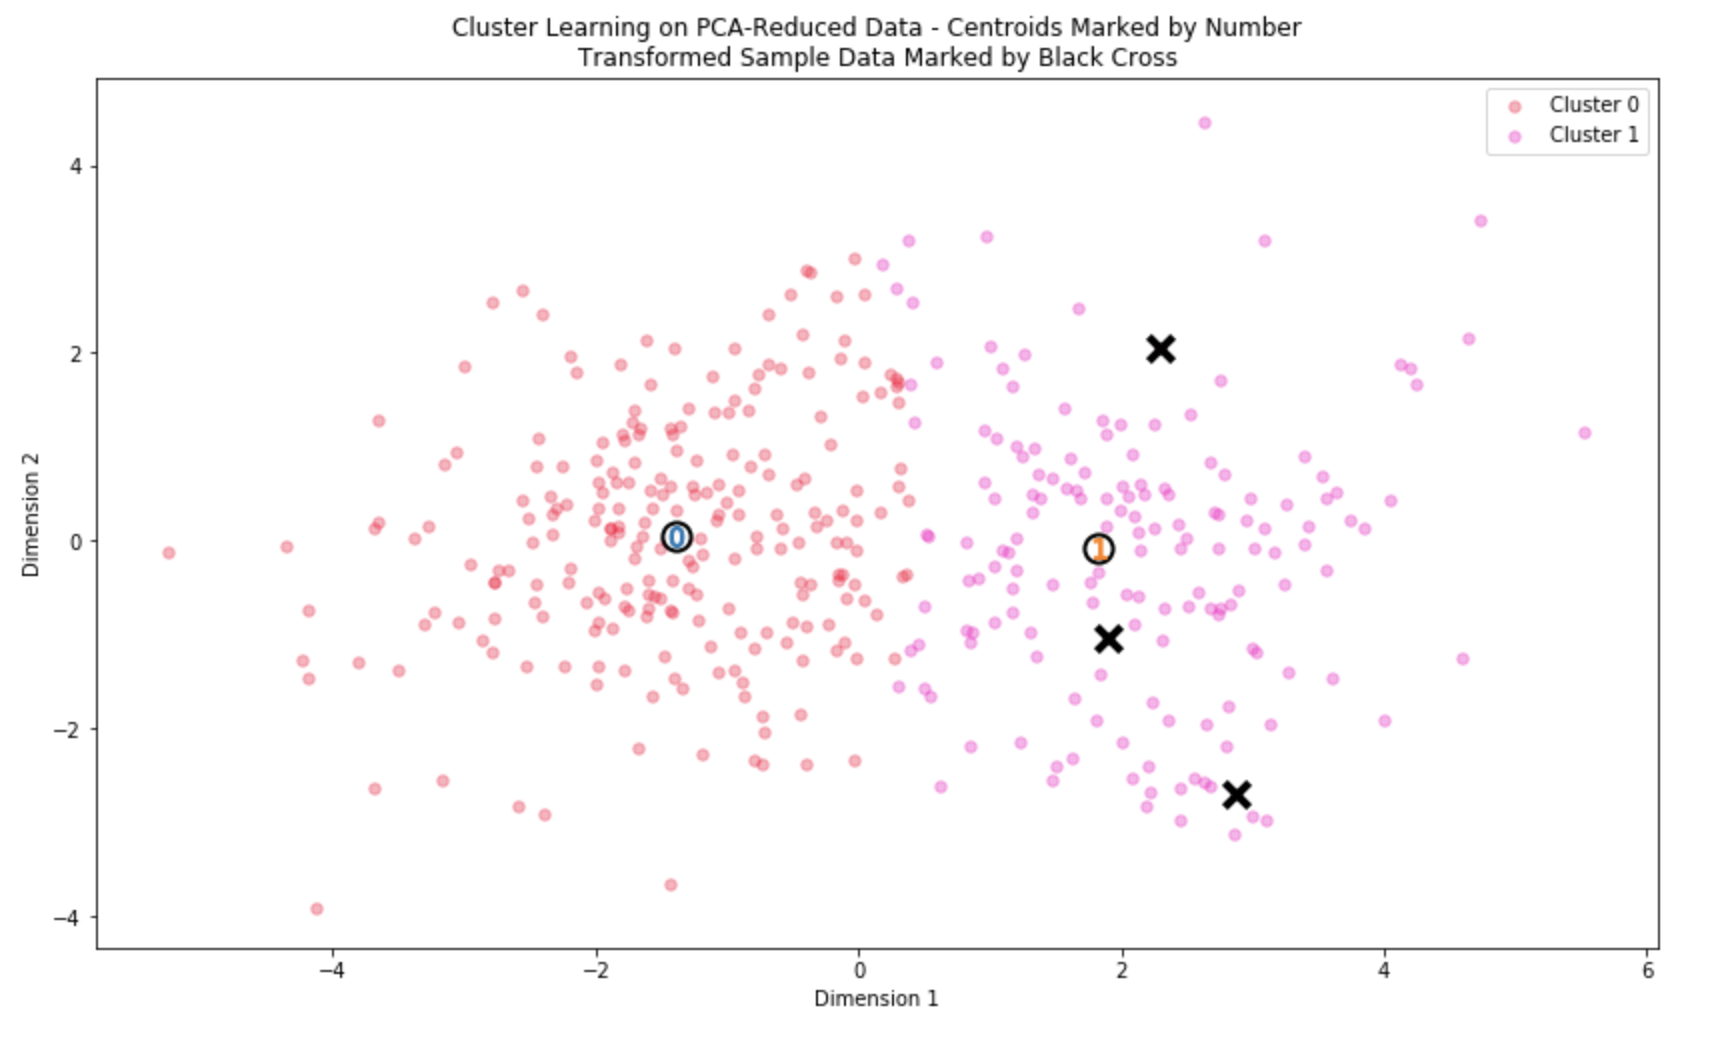 Cluster Learning on PCA-Reduced Data - Centroids Marked by Number
Transformed Sample Data Marked by Black Cross
Cluster 0
Cluster 1
4
2
0
−2
−4
Dimension 2
0
1
−4
−2
0
2
4
6
Dimension 1